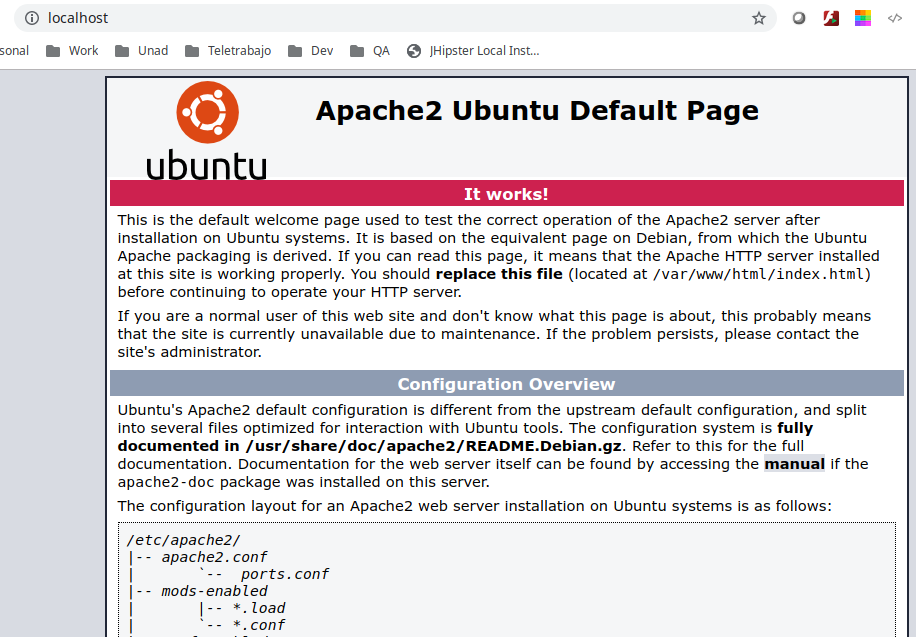 localhost
sonal Work Unad Teletrabajo Dev QA JHipster Local Inst...
Apache2 Ubuntu Default Page
ubuntu
It works!
This is the default welcome page used to test the correct operation of the Apache2 server after
installation on Ubuntu systems. It is based on the equivalent page on Debian, from which the Ubuntu
Apache packaging is derived. If you can read this page, it means that the Apache HTTP server installed
at this site is working properly. You should replace this file (located at /var/www/html/index.html)
before continuing to operate your HTTP server.
If you are a normal user of this web site and don't know what this page is about, this probably means
that the site is currently unavailable due to maintenance. If the problem persists, please contact the
site's administrator.
Configuration Overview
Ubuntu's Apache2 default configuration is different from the upstream default configuration, and split
into several files optimized for interaction with Ubuntu tools. The configuration system is fully
documented in /usr/share/doc/apache2/README.Debian.gz. Refer to this for the full
documentation. Documentation for the web server itself can be found by accessing the manual if the
apache2-doc package was installed on this server.
The configuration layout for an Apache2 web server installation on Ubuntu systems is as follows:
/etc/apache2/
|-- apache2.conf
|       `--  ports.conf
|-- mods-enabled
|       |-- *.load
|       `-- *.conf